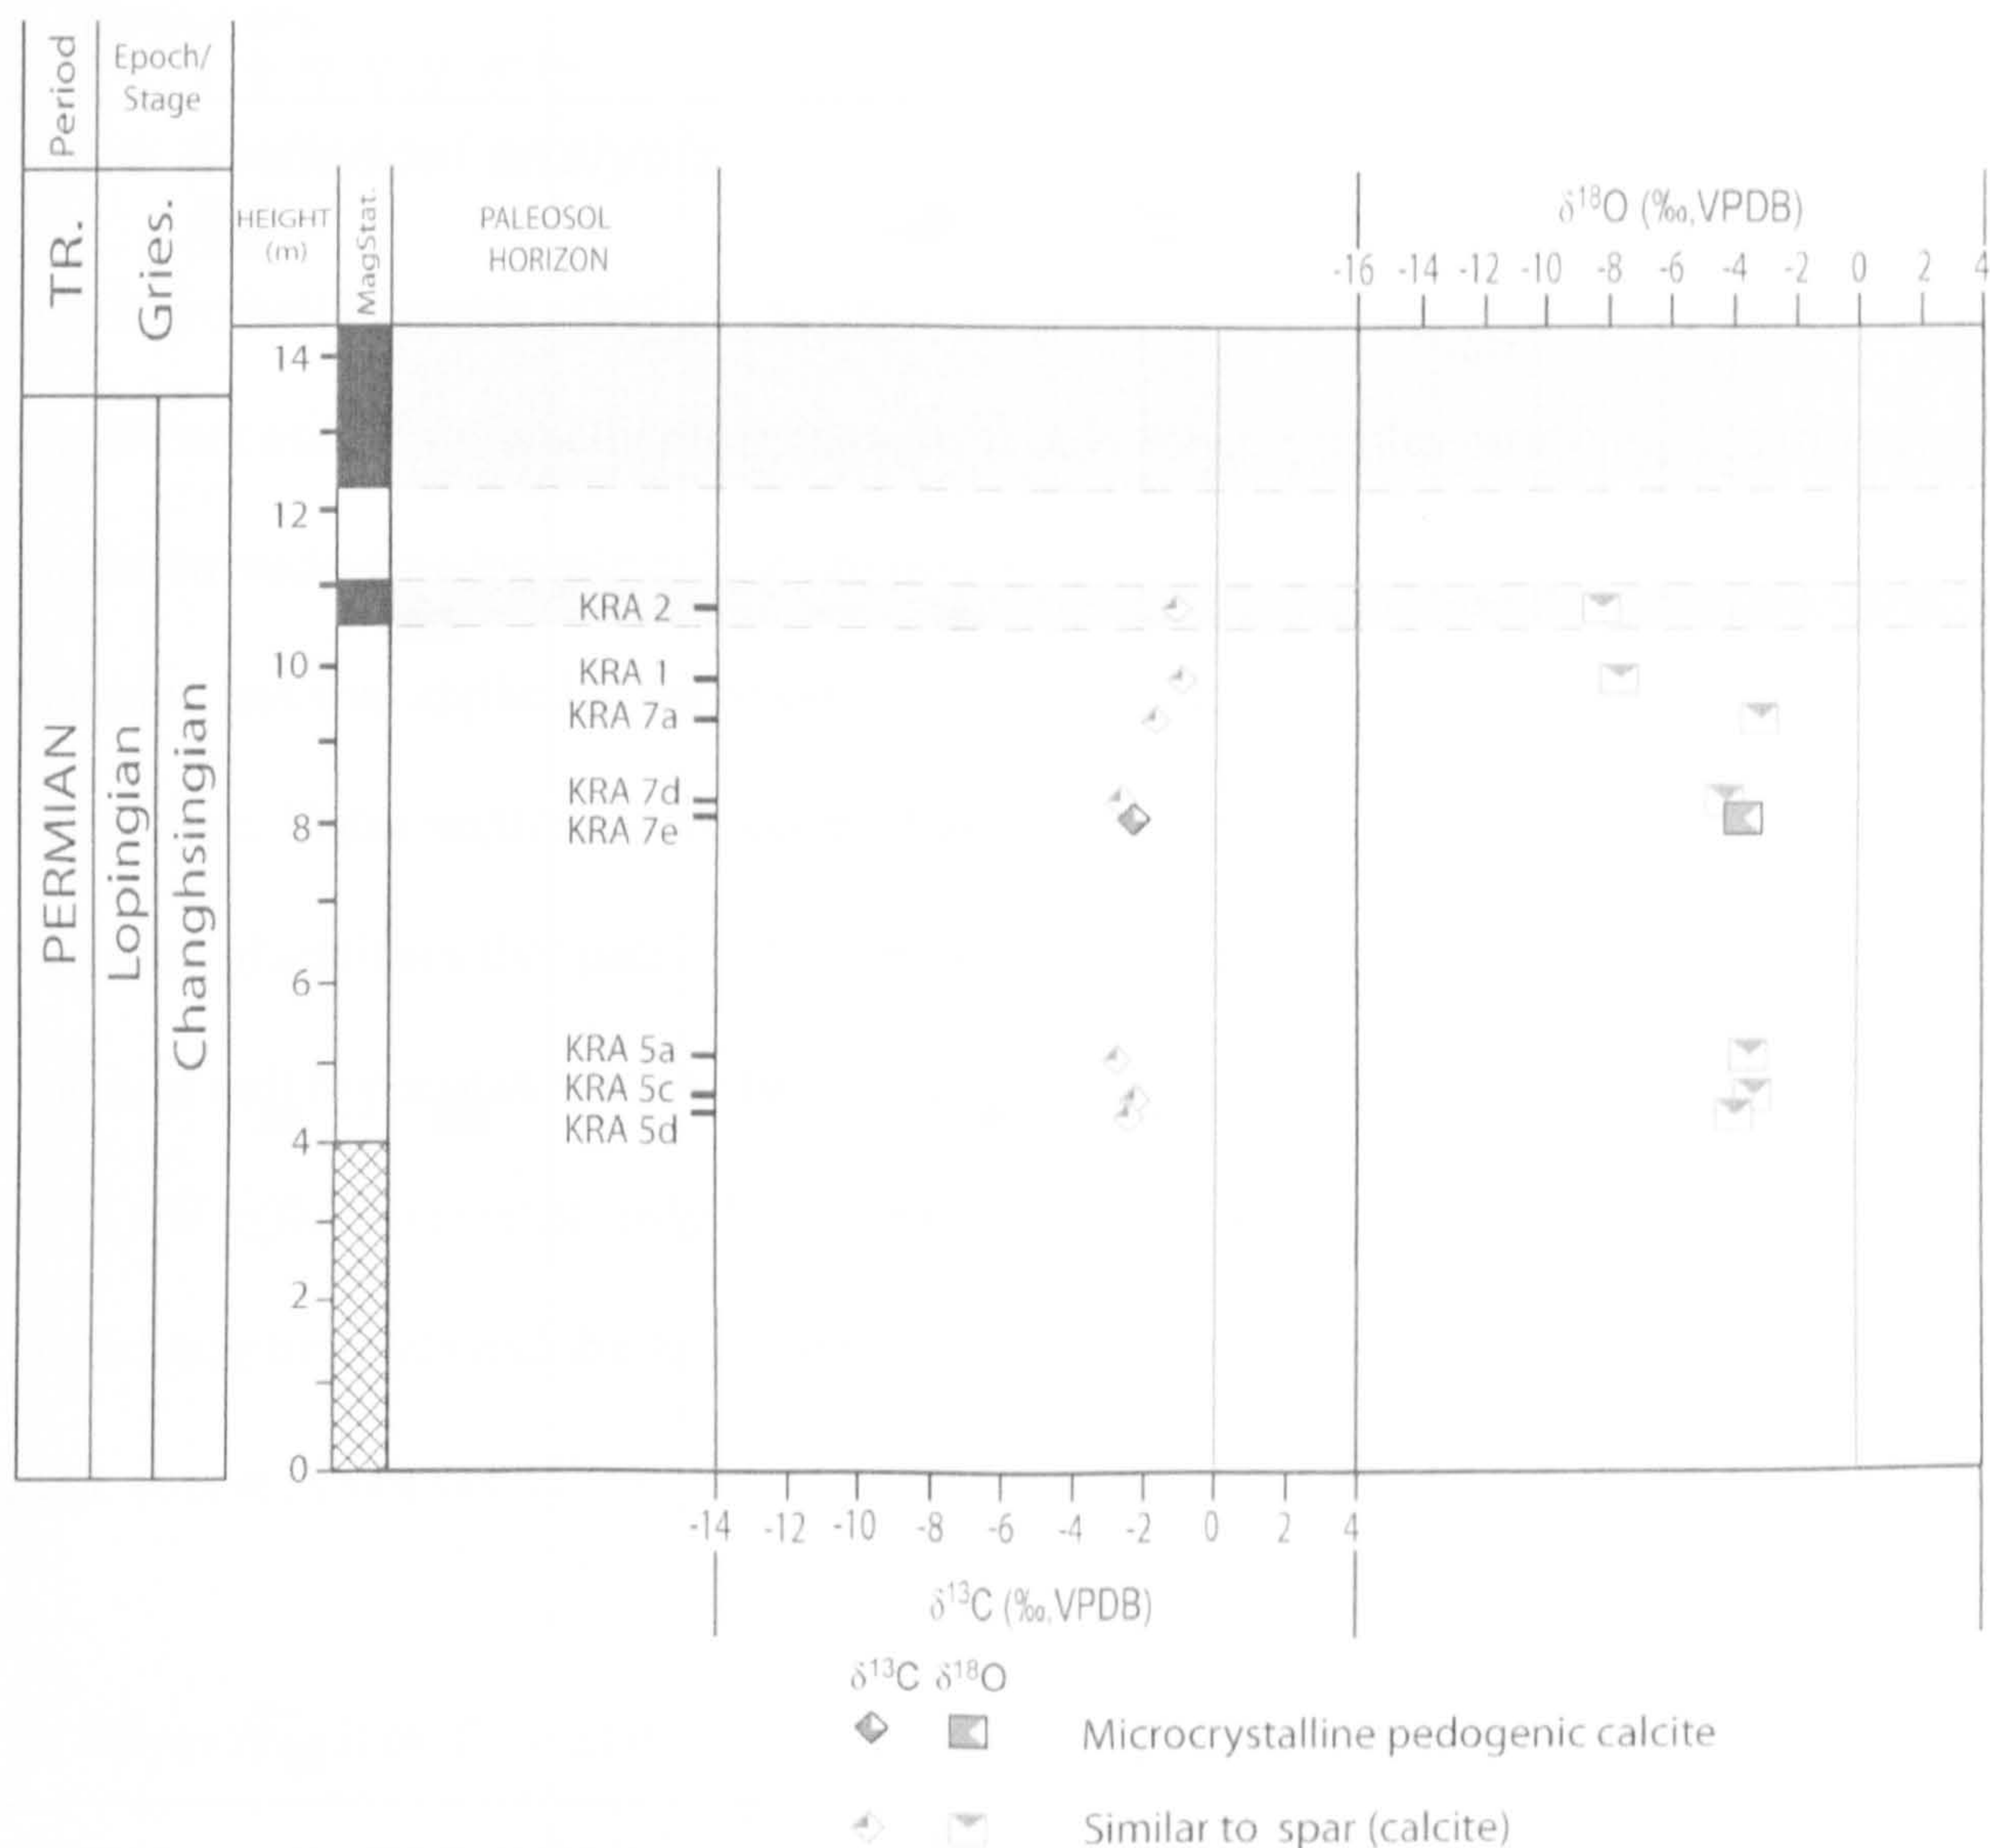 Period
Epoch/
Stage
TR.
Gries.
HEIGHT
(m)
MagStat.
PALEOSOL
HORIZON
δ¹⁸O (‰,VPDB)
-16 -14 -12 -10 -8 -6 -4 -2 0 2 4
PERMIAN
Lopingian
Changhsingian
14
12
10
8
6
4
2
0
KRA 2
KRA 1
KRA 7a
KRA 7d
KRA 7e
KRA 5a
KRA 5c
KRA 5d
-14 -12 -10 -8 -6 -4 -2 0 2 4
δ¹³C (‰,VPDB)
δ¹³C δ¹⁸O
Microcrystalline pedogenic calcite
Similar to spar (calcite)